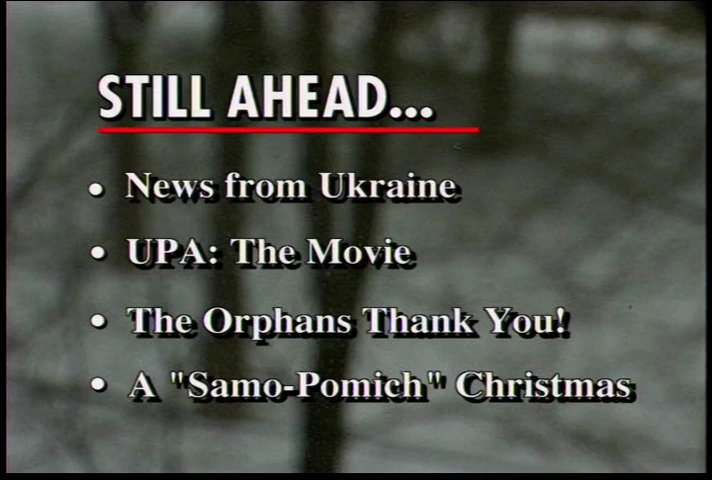 STILL AHEAD...
• News from Ukraine
• UPA: The Movie
• The Orphans Thank You!
• A "Samo-Pomich" Christmas